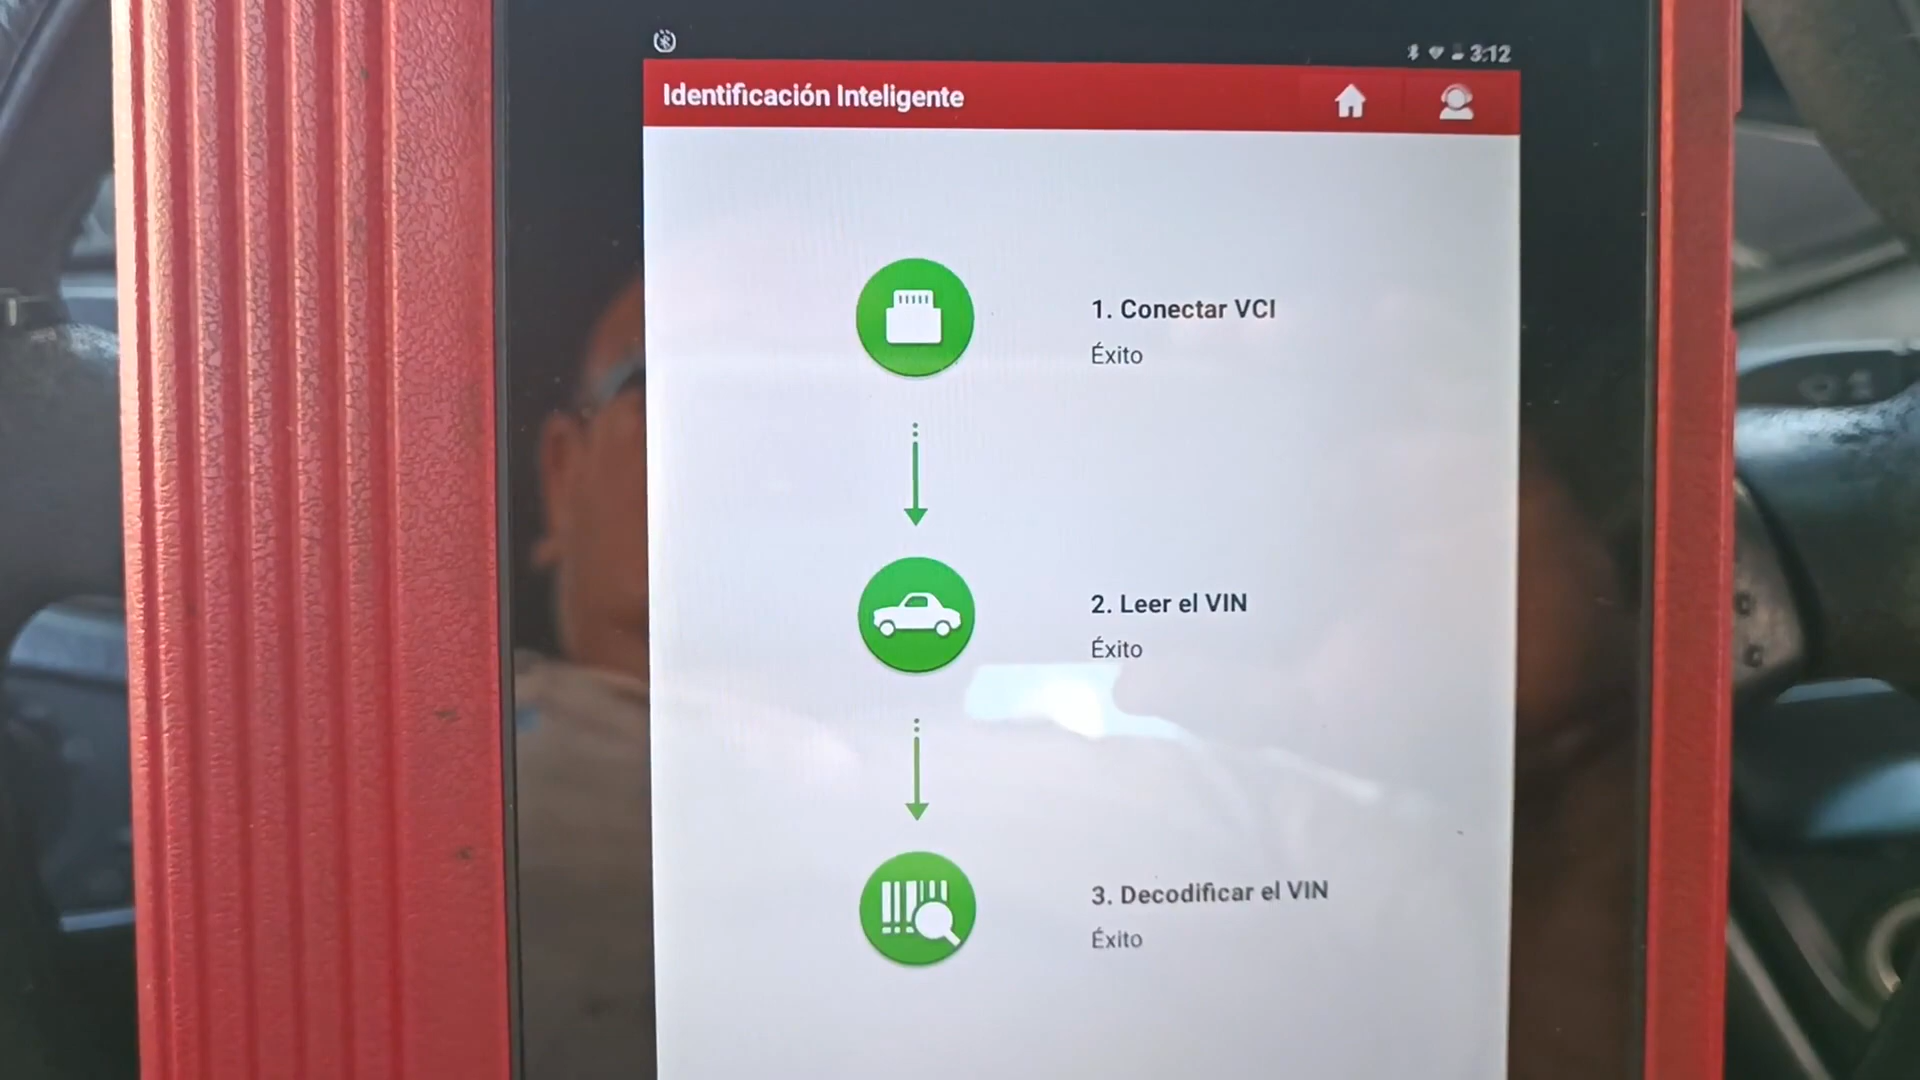 3:12
Identificación Inteligente
1. Conectar VCI
Éxito
2. Leer el VIN
Éxito
3. Decodificar el VIN
Éxito